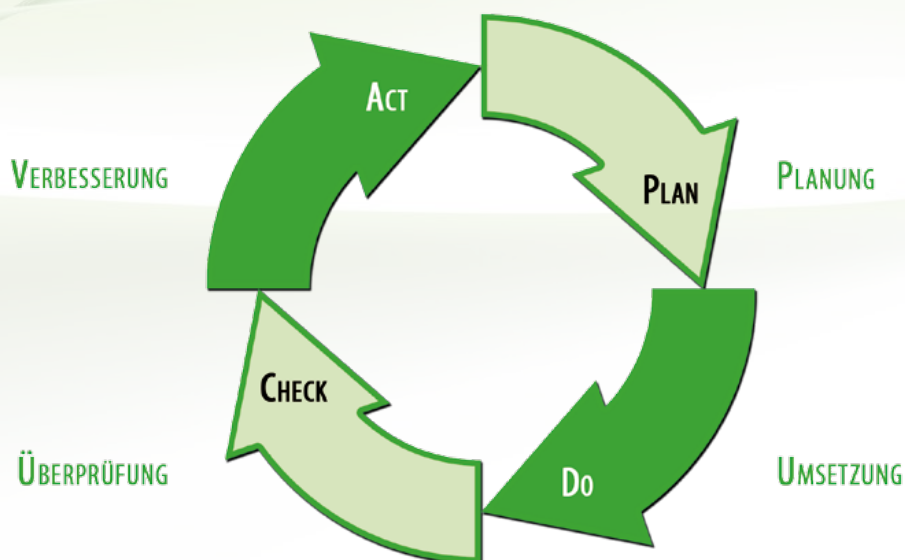 Act
Verbesserung
Plan
Planung
Check
Überprüfung
Do
Umsetzung